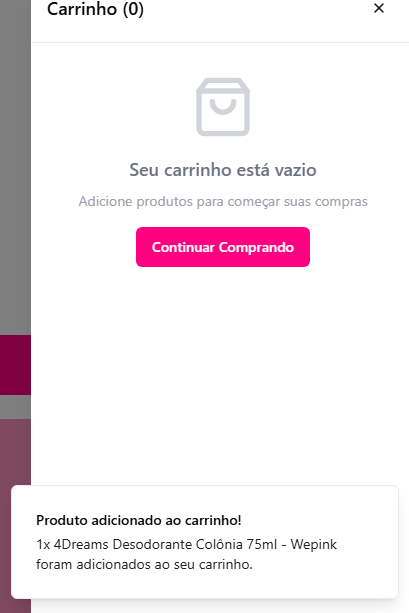 Carrinho (0)
Seu carrinho está vazio
Adicione produtos para começar suas compras
Continuar Comprando
Produto adicionado ao carrinho!
1x 4Dreams Desodorante Colônia 75ml - Wepink
foram adicionados ao seu carrinho.